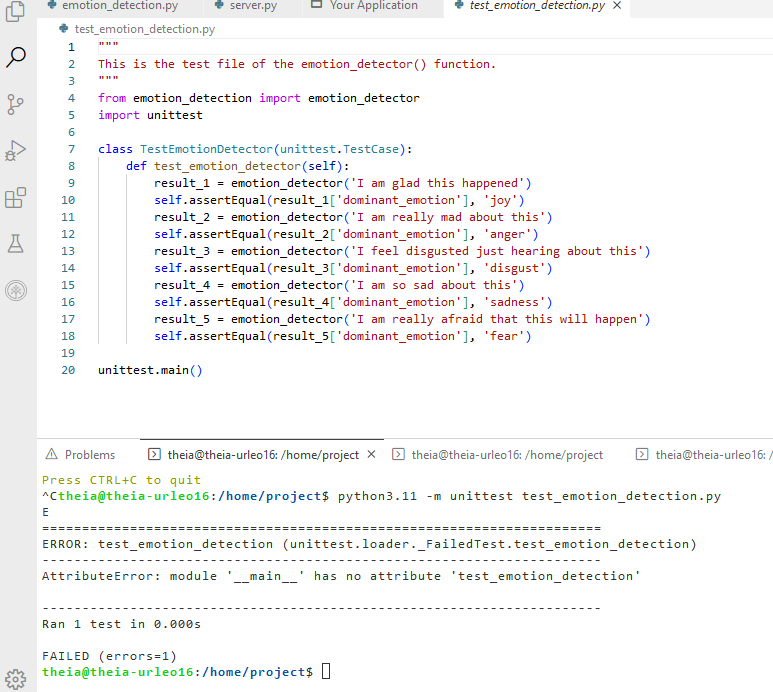 emotion_detection.py server.py Your Application test_emotion_detection.py ×
test_emotion_detection.py
1 """
2 This is the test file of the emotion_detector() function.
3 """
4 from emotion_detection import emotion_detector
5 import unittest
6
7 class TestEmotionDetector(unittest.TestCase):
8 def test_emotion_detector(self):
9 result_1 = emotion_detector('I am glad this happened')
10 self.assertEqual(result_1['dominant_emotion'], 'joy')
11 result_2 = emotion_detector('I am really mad about this')
12 self.assertEqual(result_2['dominant_emotion'], 'anger')
13 result_3 = emotion_detector('I feel disgusted just hearing about this')
14 self.assertEqual(result_3['dominant_emotion'], 'disgust')
15 result_4 = emotion_detector('I am so sad about this')
16 self.assertEqual(result_4['dominant_emotion'], 'sadness')
17 result_5 = emotion_detector('I am really afraid that this will happen')
18 self.assertEqual(result_5['dominant_emotion'], 'fear')
19
20 unittest.main()
Problems theia@theia-urleo16: /home/project × theia@theia-urleo16: /home/project theia@theia-urleo16: /
Press CTRL+C to quit
^Ctheia@theia-urleo16:/home/project$ python3.11 -m unittest test_emotion_detection.py
E
======================================================================
ERROR: test_emotion_detection (unittest.loader._FailedTest.test_emotion_detection)
----------------------------------------------------------------------
AttributeError: module '__main__' has no attribute 'test_emotion_detection'

----------------------------------------------------------------------
Ran 1 test in 0.000s

FAILED (errors=1)
theia@theia-urleo16:/home/project$